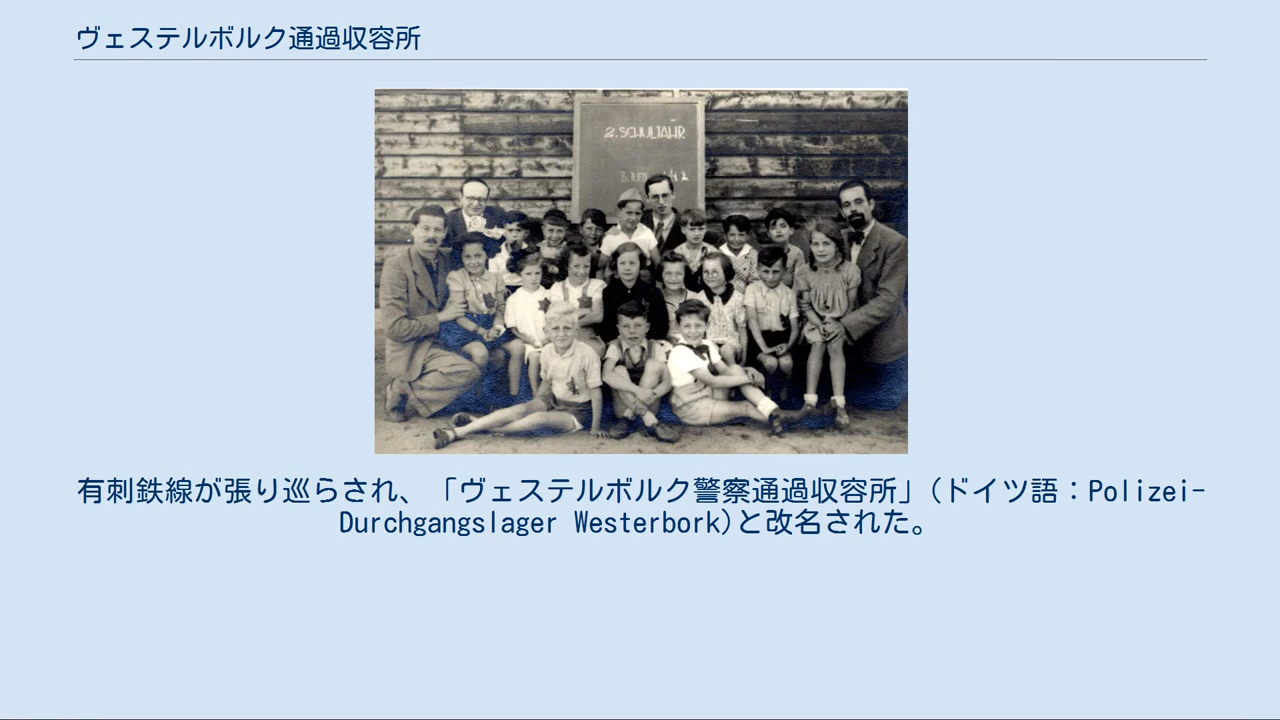 ヴェステルボルク通過収容所
2.SCHULJAHR
有刺鉄線が張り巡らされ、「ヴェステルボルク警察通過収容所」(ドイツ語：Polizei-
Durchgangslager Westerbork)と改名された。